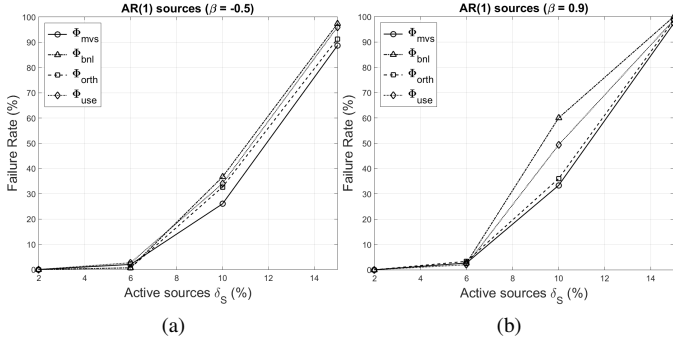 AR(1) sources (β = -0.5)
Φmvs
Φbnl
Φorth
Φuse
Failure Rate (%)
100
90
80
70
60
50
40
30
20
10
0
2 4 6 8 10 12 14
Active sources δS (%)
(a)
AR(1) sources (β = 0.9)
Φmvs
Φbnl
Φorth
Φuse
Failure Rate (%)
100
90
80
70
60
50
40
30
20
10
0
2 4 6 8 10 12 14
Active sources δS (%)
(b)